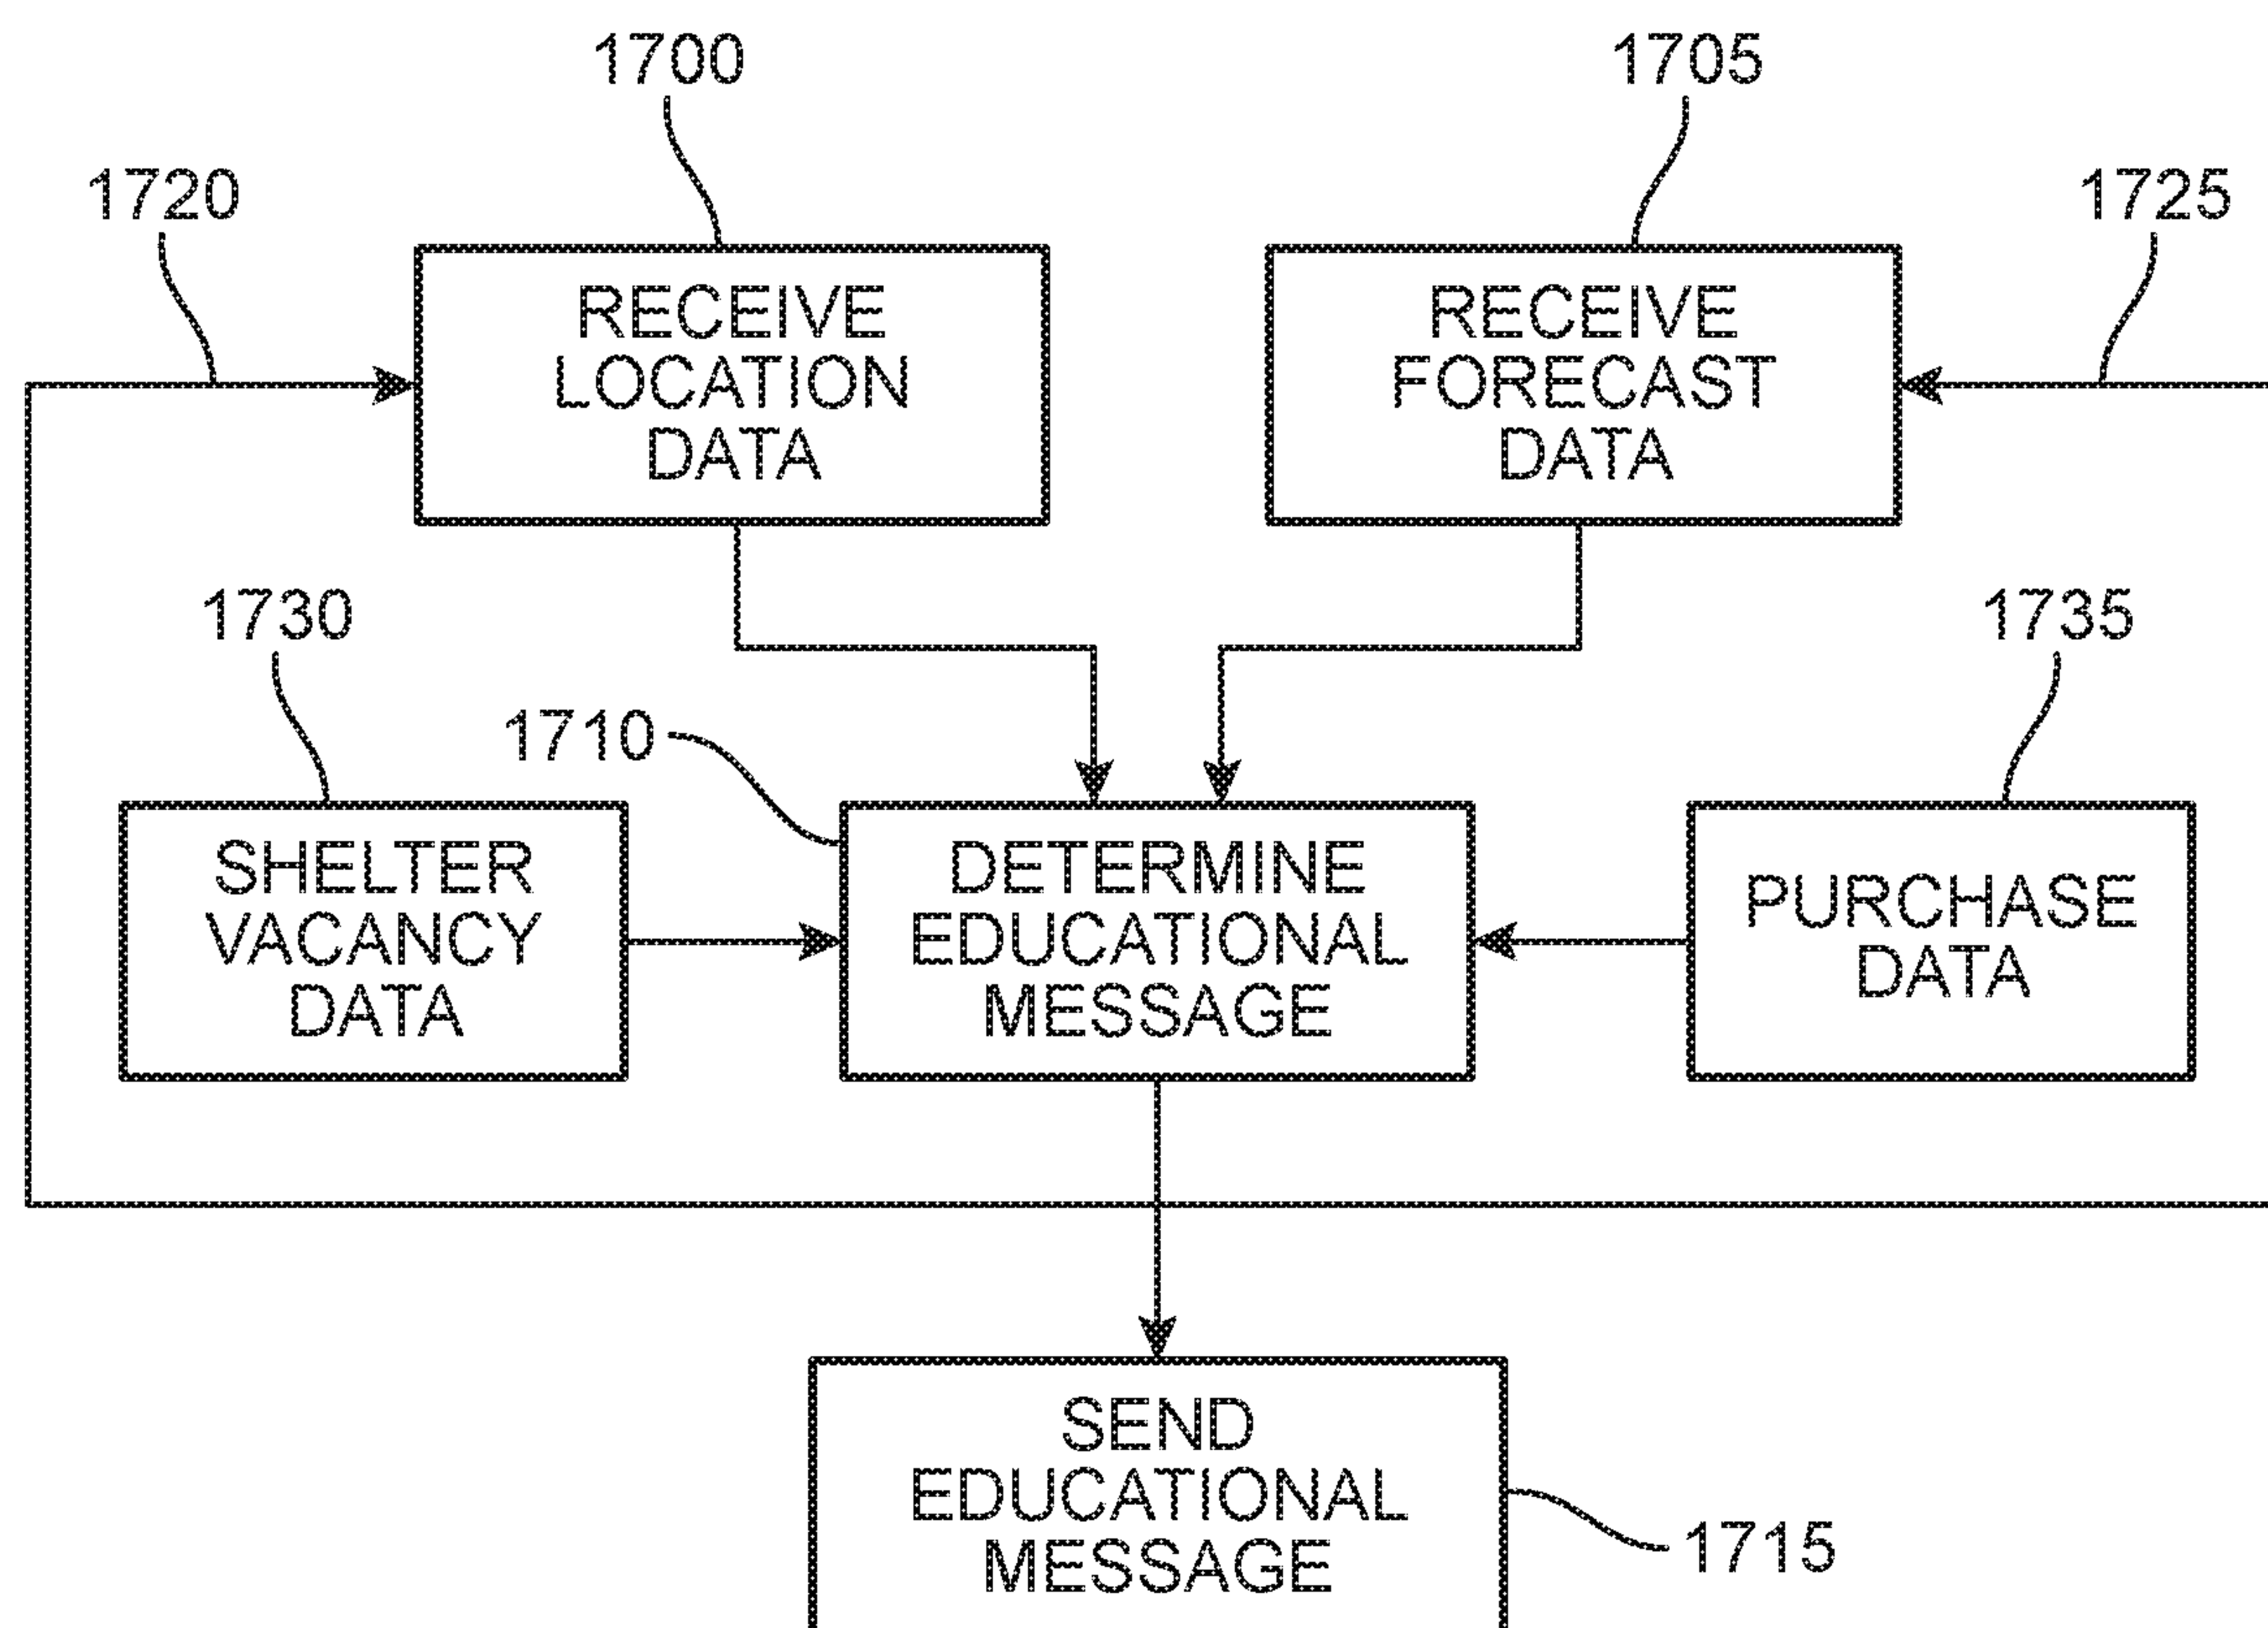 1700
1705
1720
1725
RECEIVE
LOCATION
DATA
RECEIVE
FORECAST
DATA
1730
1735
1710
SHELTER
VACANCY
DATA
DETERMINE
EDUCATIONAL
MESSAGE
PURCHASE
DATA
SEND
EDUCATIONAL
MESSAGE
1715